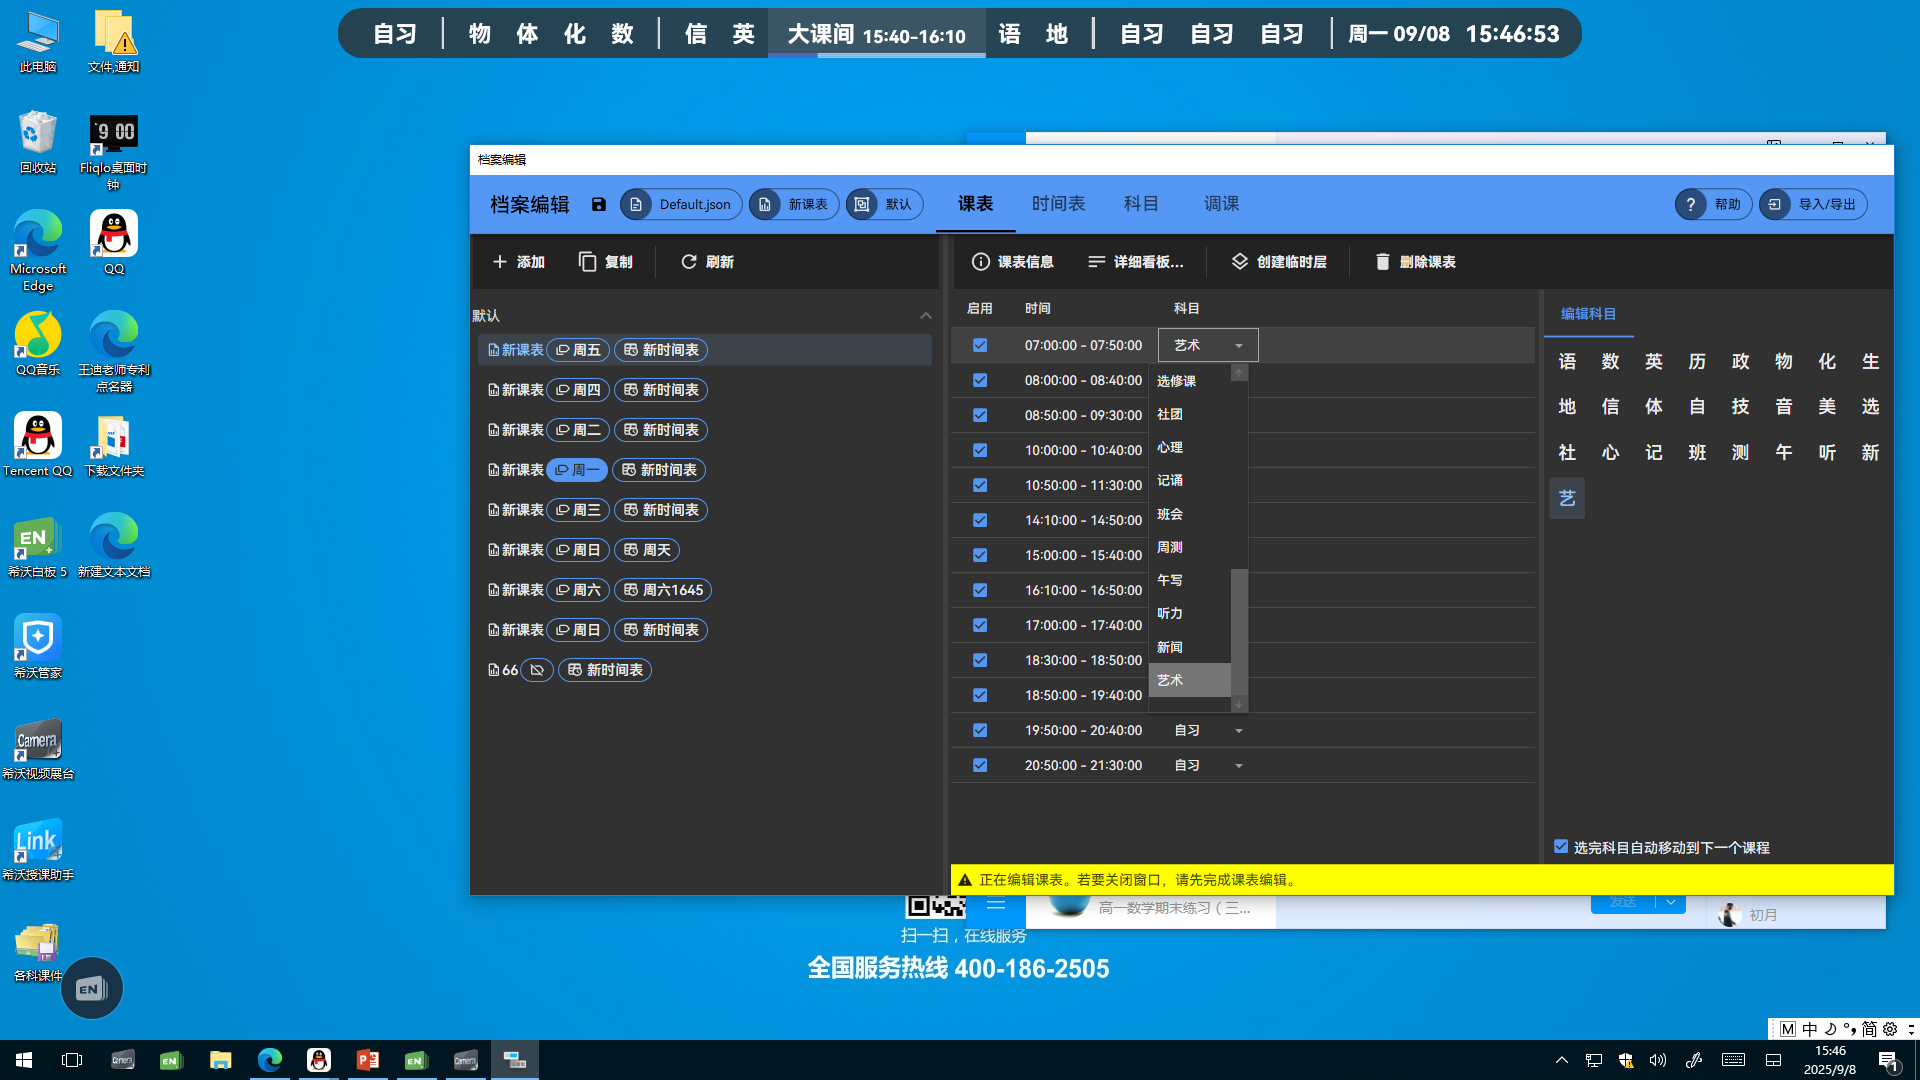 自习 物 体 化 数 信 英 大课间 15:40-16:10 语 地 自习 自习 自习 周一 09/08 15:46:53
此电脑
文件,通知
回收站
9 00
Fliqlo桌面时
钟
Microsoft
Edge
QQ
QQ音乐
王迪老师专利
点名器
Tencent QQ
下载文件夹
EN
希沃白板 5
新建文本文档
希沃管家
Camera
希沃视频展台
Link
希沃授课助手
各科课件
EN
档案编辑
档案编辑 Default.json 新课表 默认 课表 时间表 科目 调课 帮助 导入/导出
添加 复制 刷新
课表信息 详细看板... 创建临时层 删除课表
默认
新课表 周五 新时间表
新课表 周四 新时间表
新课表 周二 新时间表
新课表 周一 新时间表
新课表 周三 新时间表
新课表 周日 周天
新课表 周六 周六1645
新课表 周日 新时间表
66 新时间表
启用 时间 科目
07:00:00 - 07:50:00 艺术
08:00:00 - 08:40:00
08:50:00 - 09:30:00
10:00:00 - 10:40:00
10:50:00 - 11:30:00
14:10:00 - 14:50:00
15:00:00 - 15:40:00
16:10:00 - 16:50:00
17:00:00 - 17:40:00
18:30:00 - 18:50:00
18:50:00 - 19:40:00
19:50:00 - 20:40:00 自习
20:50:00 - 21:30:00 自习
选修课
社团
心理
记诵
班会
周测
午写
听力
新闻
艺术
编辑科目
语 数 英 历 政 物 化 生
地 信 体 自 技 音 美 选
社 心 记 班 测 午 听 新
艺
选完科目自动移动到下一个课程
正在编辑课表。若要关闭窗口，请先完成课表编辑。
高一数学期末练习（三...
发送
初月
扫一扫，在线服务
全国服务热线 400-186-2505
M 中 简
Camera EN EN Camera
15:46
2025/9/8
1